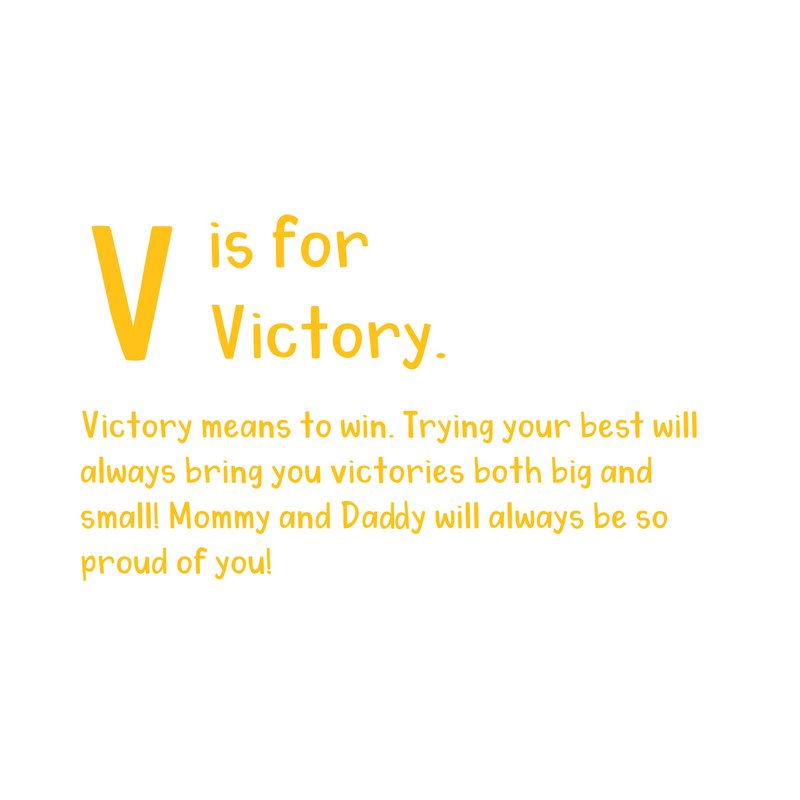 V is for
Victory.
Victory means to win. Trying your best will
always bring you victories both big and
small! Mommy and Daddy will always be so
proud of you!